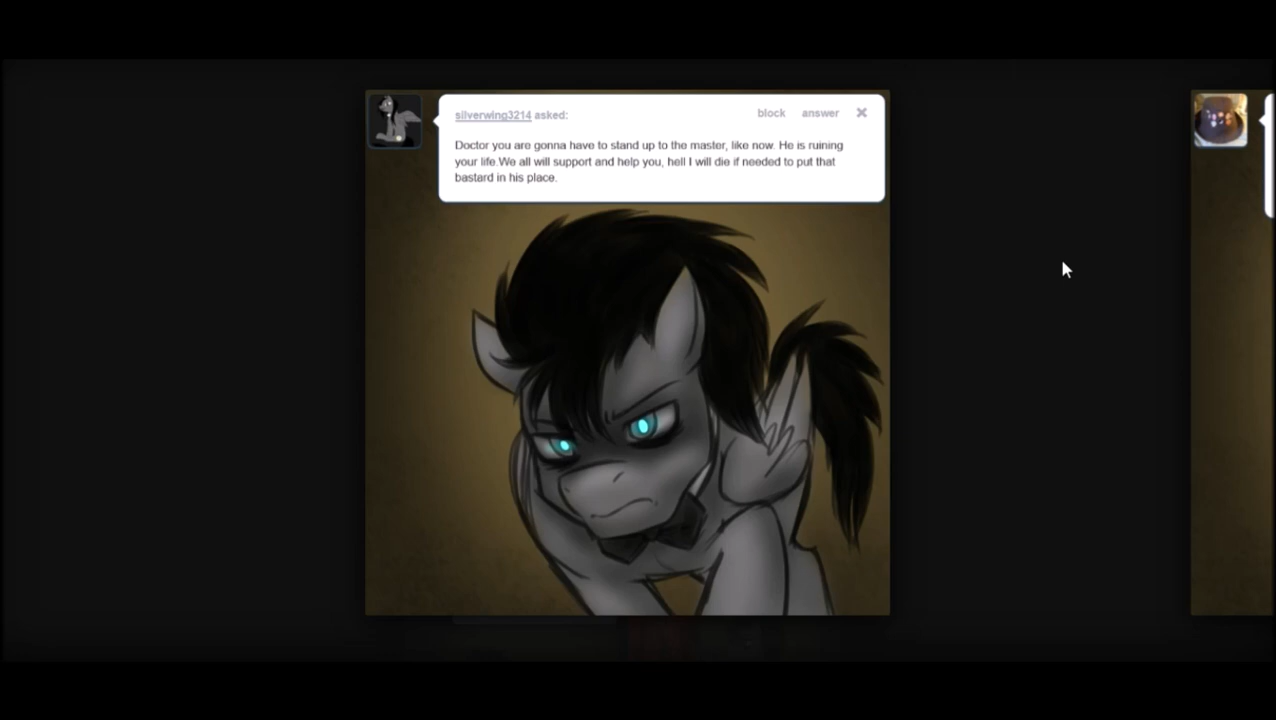 silverwing3214 asked:
block answer
Doctor you are gonna have to stand up to the master, like now. He is ruining
your life.We all will support and help you, hell I will die if needed to put that
bastard in his place.